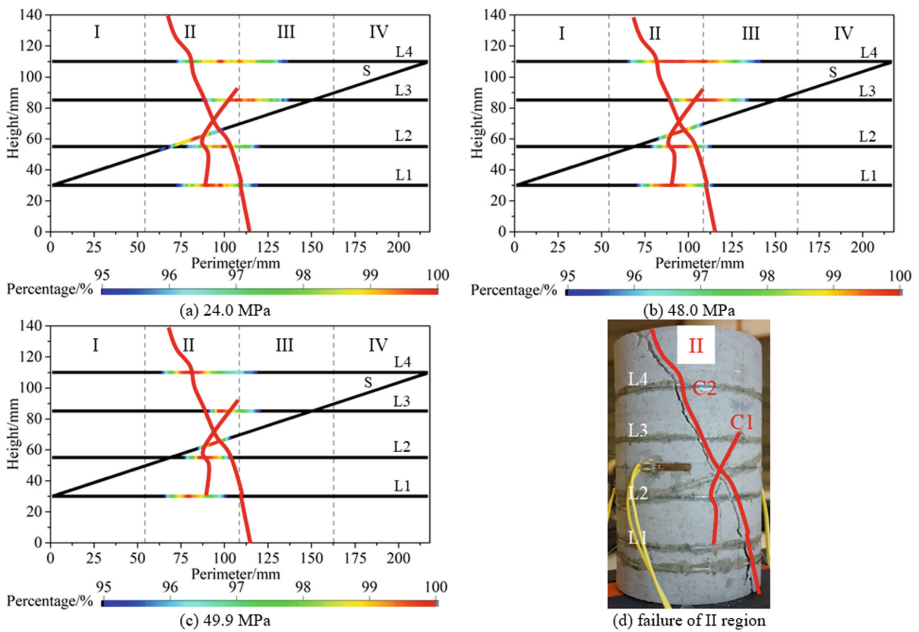 I II III IV
L4
S
L3
L2
L1
Height/mm
140
120
100
80
60
40
20
0
0 25 50 75 100 125 150 175 200
Perimeter/mm
95 96 97 98 99 100
Percentage/%
(a) 24.0 MPa
I II III IV
L4
S
L3
L2
L1
Height/mm
140
120
100
80
60
40
20
0
0 25 50 75 100 125 150 175 200
Perimeter/mm
95 96 97 98 99 100
Percentage/%
(b) 48.0 MPa
I II III IV
L4
S
L3
L2
L1
Height/mm
140
120
100
80
60
40
20
0
0 25 50 75 100 125 150 175 200
Perimeter/mm
95 96 97 98 99 100
Percentage/%
(c) 49.9 MPa
II
L4
C2
C1
L3
L2
L1
(d) failure of II region